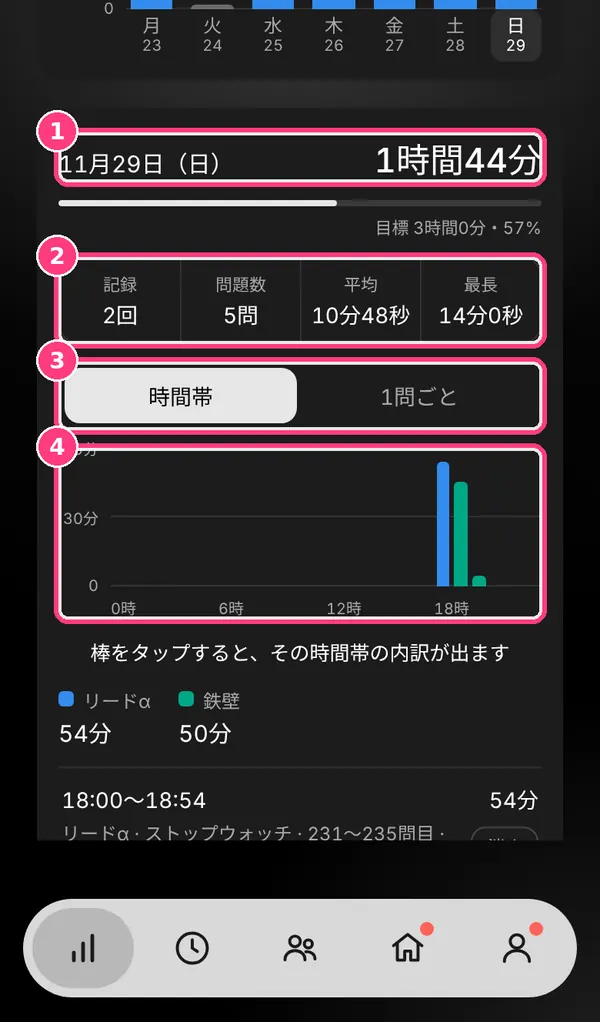 0
月 火 水 木 金 土 日
23 24 25 26 27 28 29
1
11月29日（日） 1時間44分
目標 3時間0分・57%
2
記録 問題数 平均 最長
2回 5問 10分48秒 14分0秒
3
時間帯 1問ごと
4
30分
0
0時 6時 12時 18時
棒をタップすると、その時間帯の内訳が出ます
リードα 鉄壁
54分 50分
18:00〜18:54 54分
リードα · ストップウォッチ · 231〜235問目 ·